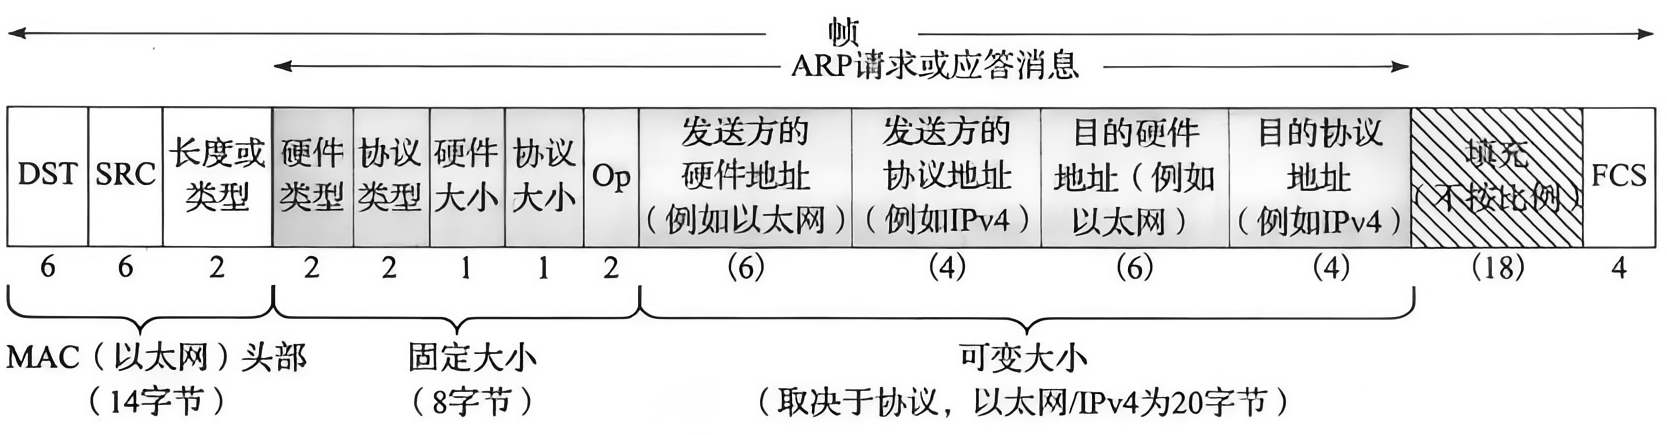 帧
ARP请求或应答消息
DST
SRC
长度或
类型
硬件
类型
协议
类型
硬件
大小
协议
大小
Op
发送方的
硬件地址
（例如以太网）
发送方的
协议地址
（例如IPv4）
目的硬件
地址（例如
以太网）
目的协议
地址
（例如IPv4）
填充
（不按比例）
FCS
6 6 2 2 2 1 1 2 (6) (4) (6) (4) (18) 4
MAC（以太网）头部
（14字节）
固定大小
（8字节）
可变大小
（取决于协议，以太网/IPv4为20字节）